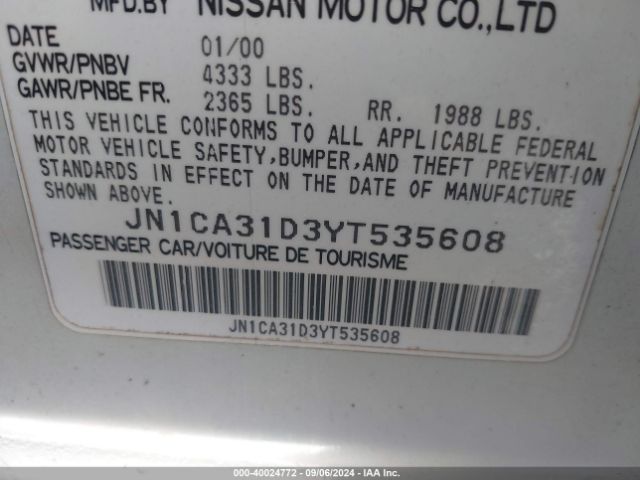 MFD.BY NISSAN MOTOR CO.,LTD
DATE 01/00
GVWR/PNBV 4333 LBS.
GAWR/PNBE FR. 2365 LBS. RR. 1988 LBS.
THIS VEHICLE CONFORMS TO ALL APPLICABLE FEDERAL
MOTOR VEHICLE SAFETY,BUMPER,AND THEFT PREVENTION
STANDARDS IN EFFECT ON THE DATE OF MANUFACTURE
SHOWN ABOVE.
JN1CA31D3YT535608
PASSENGER CAR/VOITURE DE TOURISME
JN1CA31D3YT535608
000-40024772 - 09/06/2024 - IAA Inc.